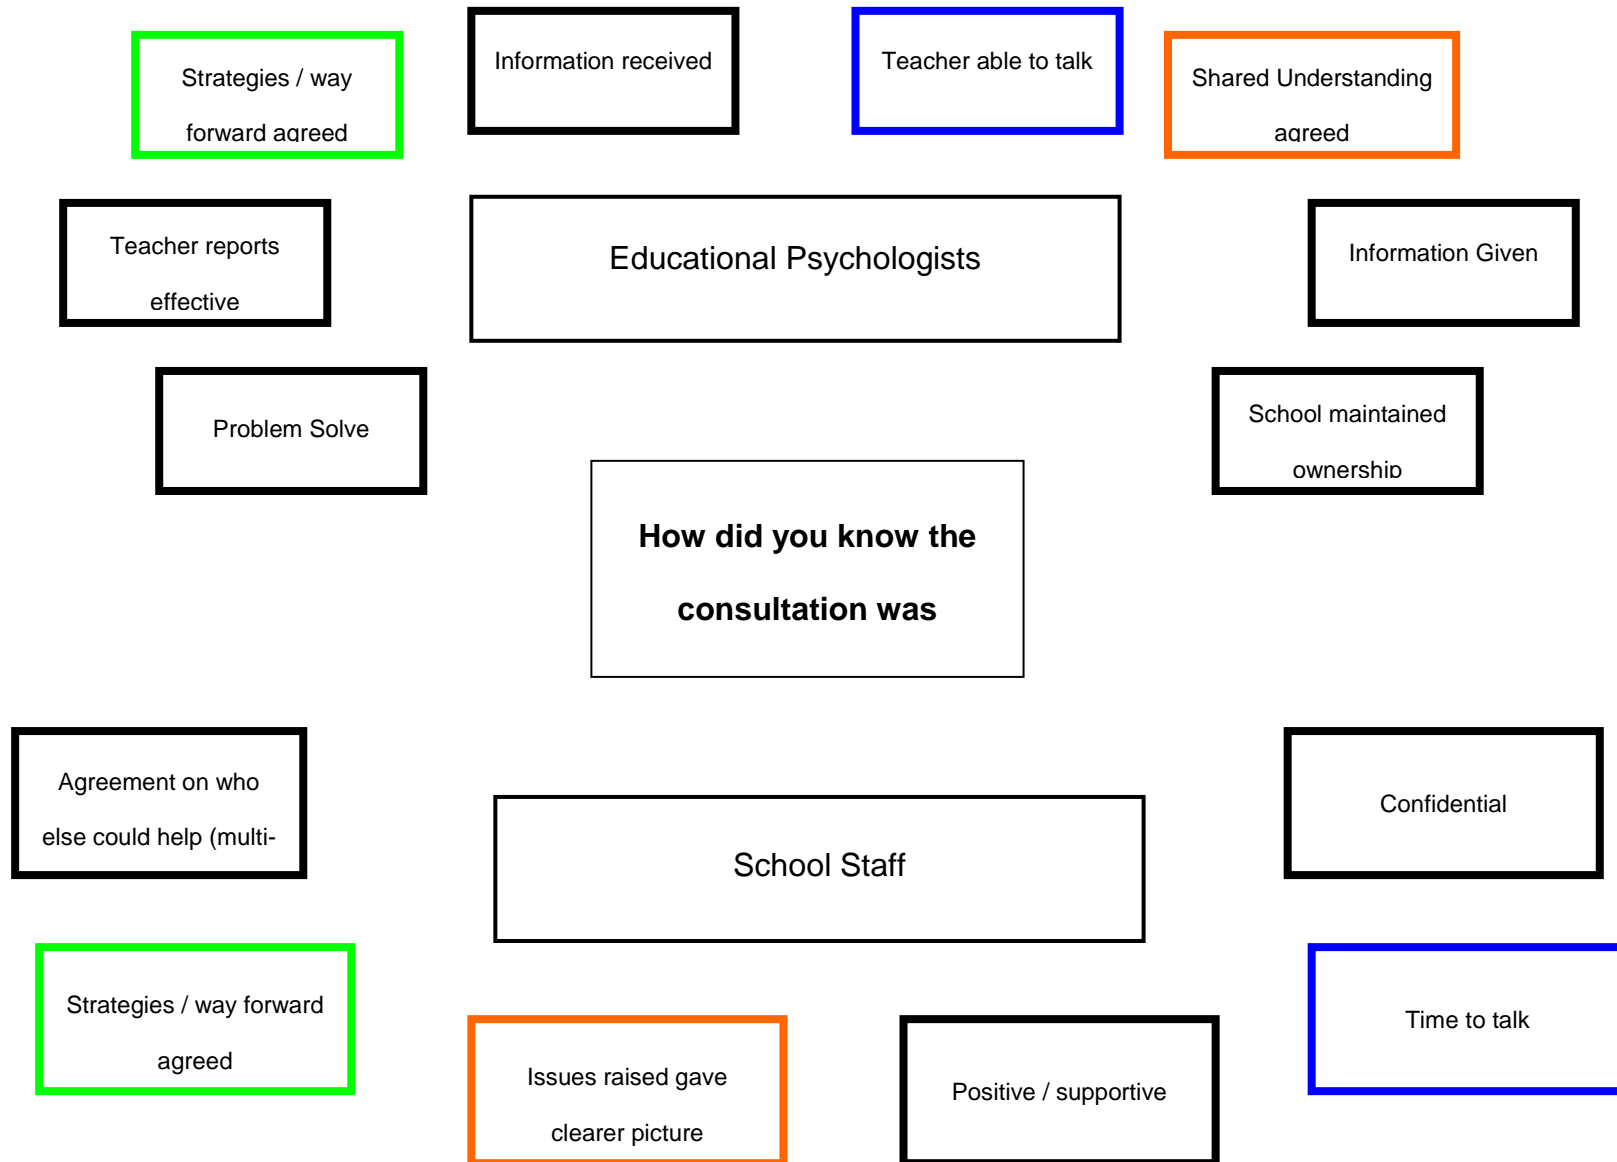 Strategies / way
forward agreed
Information received
Teacher able to talk
Shared Understanding
agreed
Teacher reports
effective
Educational Psychologists
Information Given
Problem Solve
School maintained
ownership
How did you know the
consultation was
Agreement on who
else could help (multi-
School Staff
Confidential
Strategies / way forward
agreed
Issues raised gave
clearer picture
Positive / supportive
Time to talk